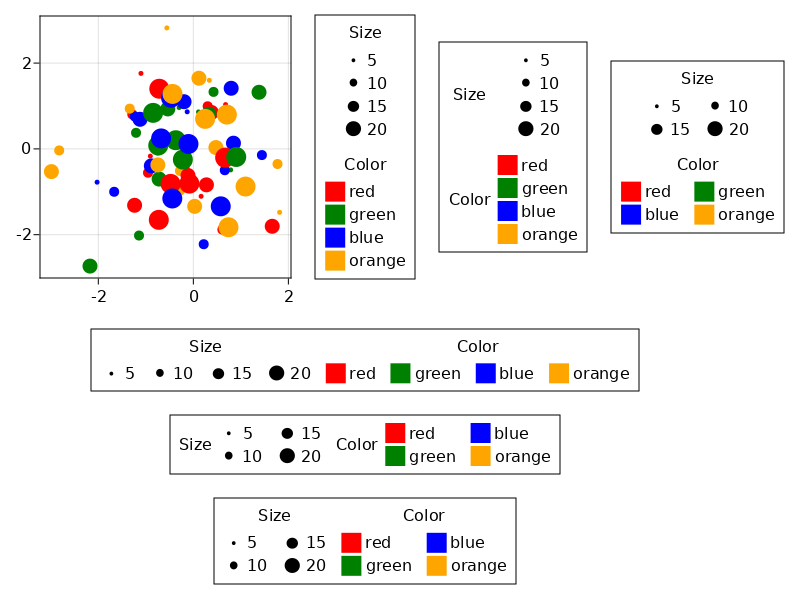 2
0
-2
-2 0 2
Size
5
10
15
20
Color
red
green
blue
orange
Size
5
10
15
20
Color
red
green
blue
orange
Size
5 10
15 20
Color
red green
blue orange
Size Color
5 10 15 20 red green blue orange
Size 5 15 Color red blue
10 20 green orange
Size Color
5 15 red blue
10 20 green orange